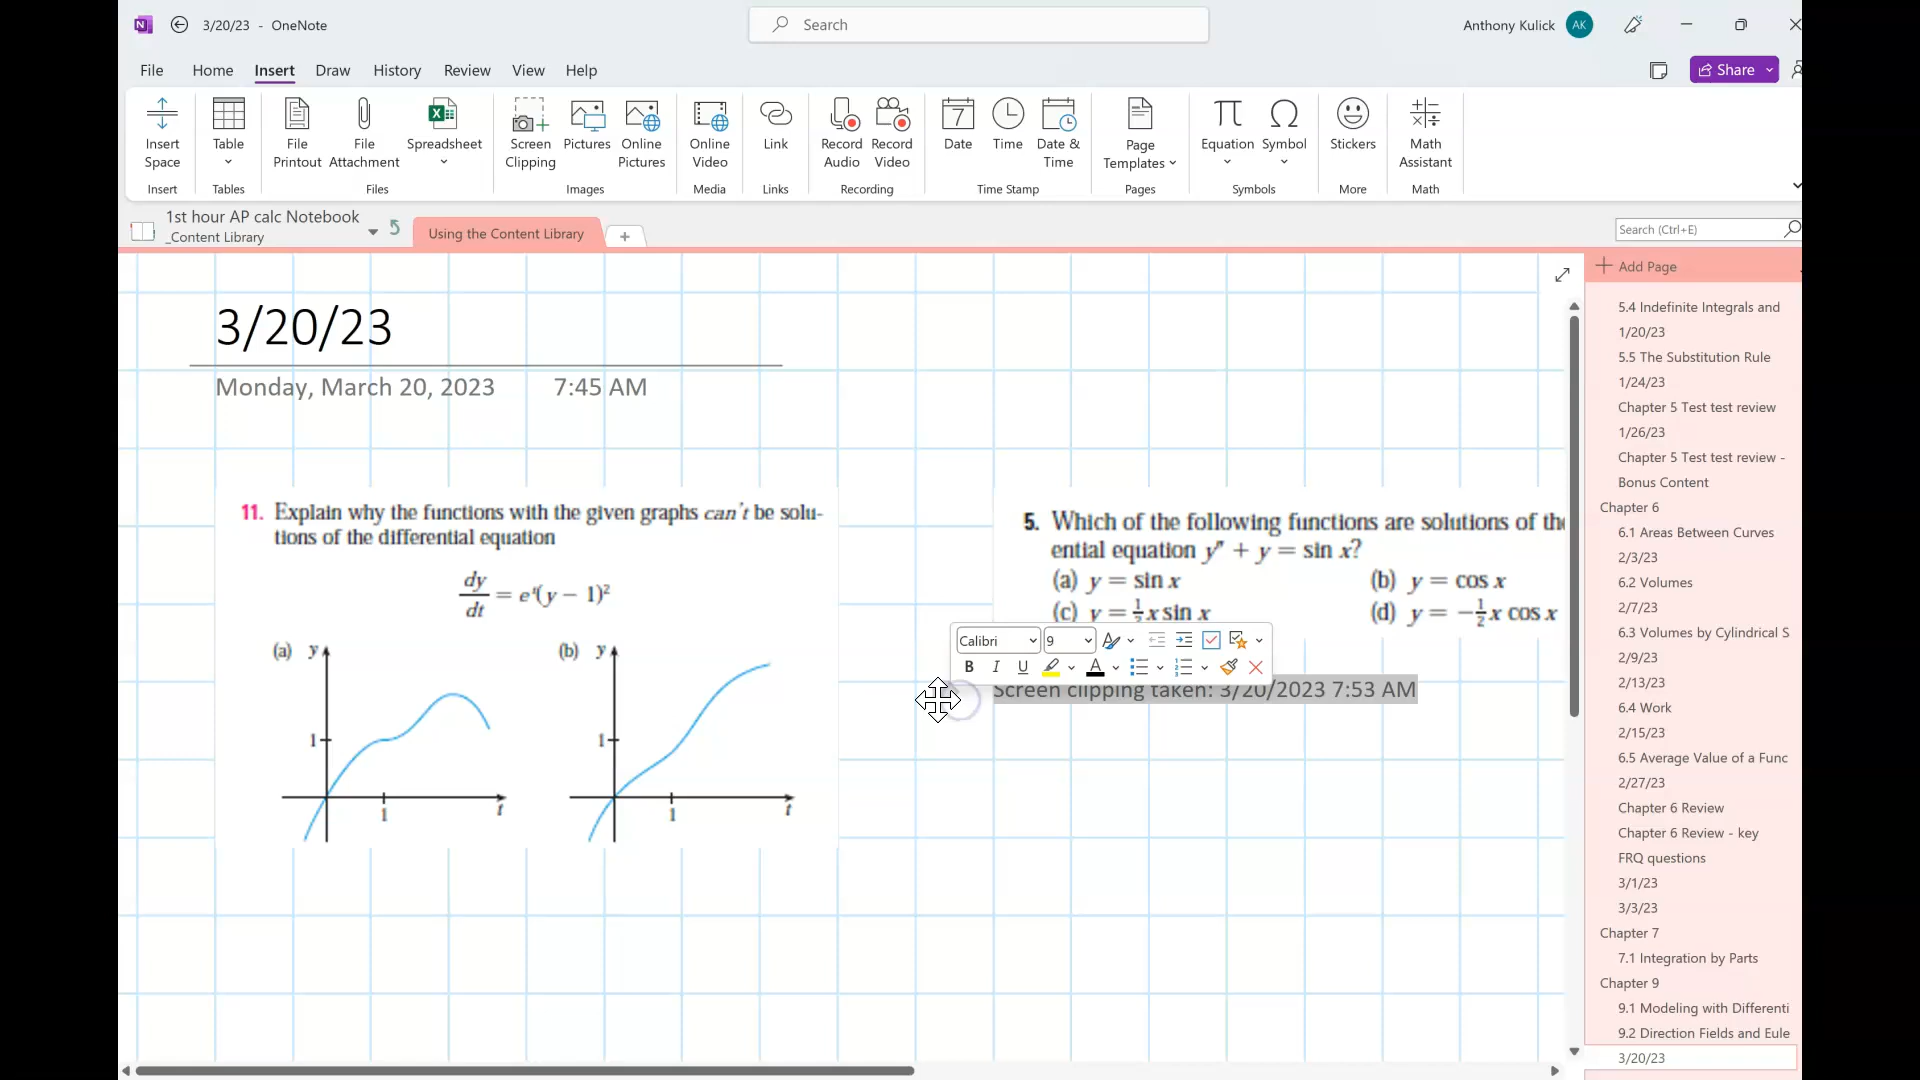 3/20/23 - OneNote
Search
Anthony Kulick AK
File Home Insert Draw History Review View Help
Share
Insert Space
Table
File Printout
File Attachment
Spreadsheet
Screen Clipping
Pictures
Online Pictures
Online Video
Link
Record Audio
Record Video
7
Date
Time
Date & Time
Page Templates
Equation
Symbol
Stickers
Math Assistant
Insert Tables Files Images Media Links Recording Time Stamp Pages Symbols More Math
1st hour AP calc Notebook
_Content Library
Using the Content Library
Search (Ctrl+E)
3/20/23
Monday, March 20, 2023 7:45 AM
11. Explain why the functions with the given graphs can't be solu-
tions of the differential equation
dy/dt = e^t(y − 1)²
(a) y
1
1
t
(b) y
1
1
t
5. Which of the following functions are solutions of the
ential equation y″ + y = sin x?
(a) y = sin x (b) y = cos x
(c) y = ½x sin x (d) y = −½x cos x
Calibri 9
B I U A
Screen clipping taken: 3/20/2023 7:53 AM
Add Page
5.4 Indefinite Integrals and
1/20/23
5.5 The Substitution Rule
1/24/23
Chapter 5 Test test review
1/26/23
Chapter 5 Test test review -
Bonus Content
Chapter 6
6.1 Areas Between Curves
2/3/23
6.2 Volumes
2/7/23
6.3 Volumes by Cylindrical S
2/9/23
2/13/23
6.4 Work
2/15/23
6.5 Average Value of a Func
2/27/23
Chapter 6 Review
Chapter 6 Review - key
FRQ questions
3/1/23
3/3/23
Chapter 7
7.1 Integration by Parts
Chapter 9
9.1 Modeling with Differenti
9.2 Direction Fields and Eule
3/20/23